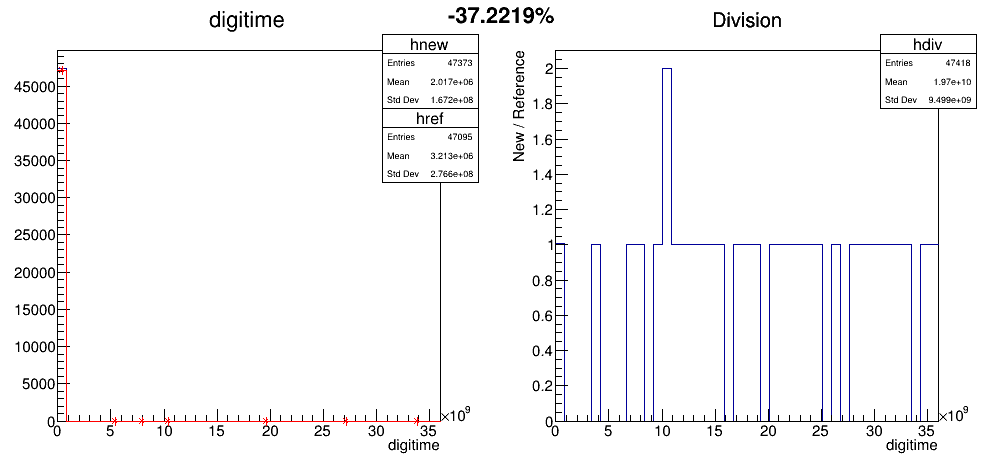 -37.2219%
digitime
hnew
Entries 47373
Mean 2.017e+06
Std Dev 1.672e+08
href
Entries 47095
Mean 3.213e+06
Std Dev 2.766e+08
45000
40000
35000
30000
25000
20000
15000
10000
5000
0
0 5 10 15 20 25 30 35 ×10⁹
digitime
Division
hdiv
Entries 47418
Mean 1.97e+10
Std Dev 9.499e+09
New / Reference
2
1.8
1.6
1.4
1.2
1
0.8
0.6
0.4
0.2
0
0 5 10 15 20 25 30 35 ×10⁹
digitime